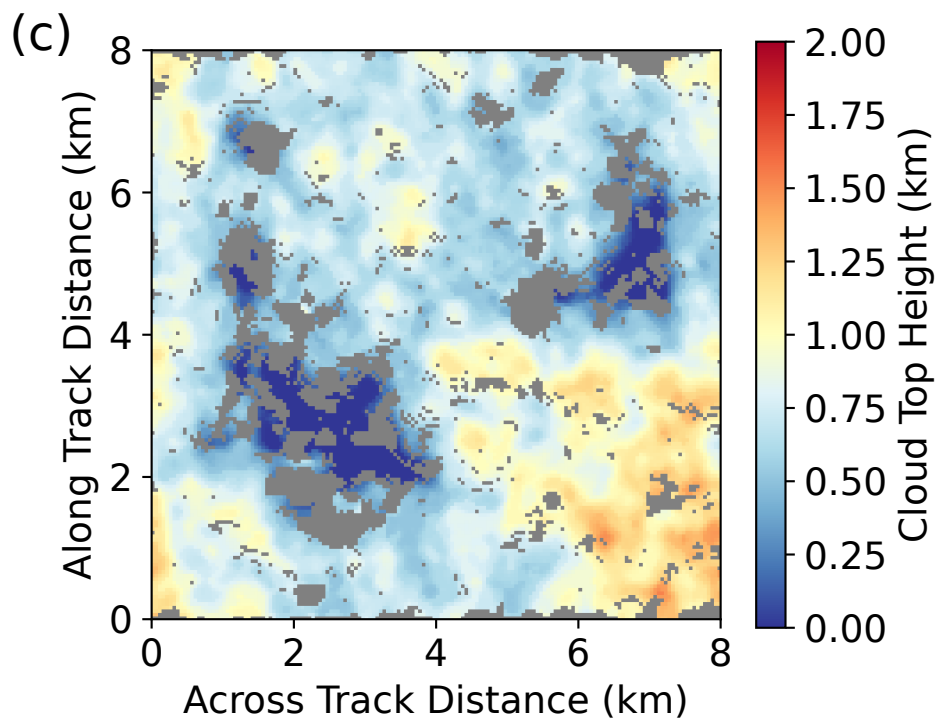 (c)
Along Track Distance (km)
8
6
4
2
0
0 2 4 6 8
Across Track Distance (km)
2.00
1.75
1.50
1.25
1.00
0.75
0.50
0.25
0.00
Cloud Top Height (km)